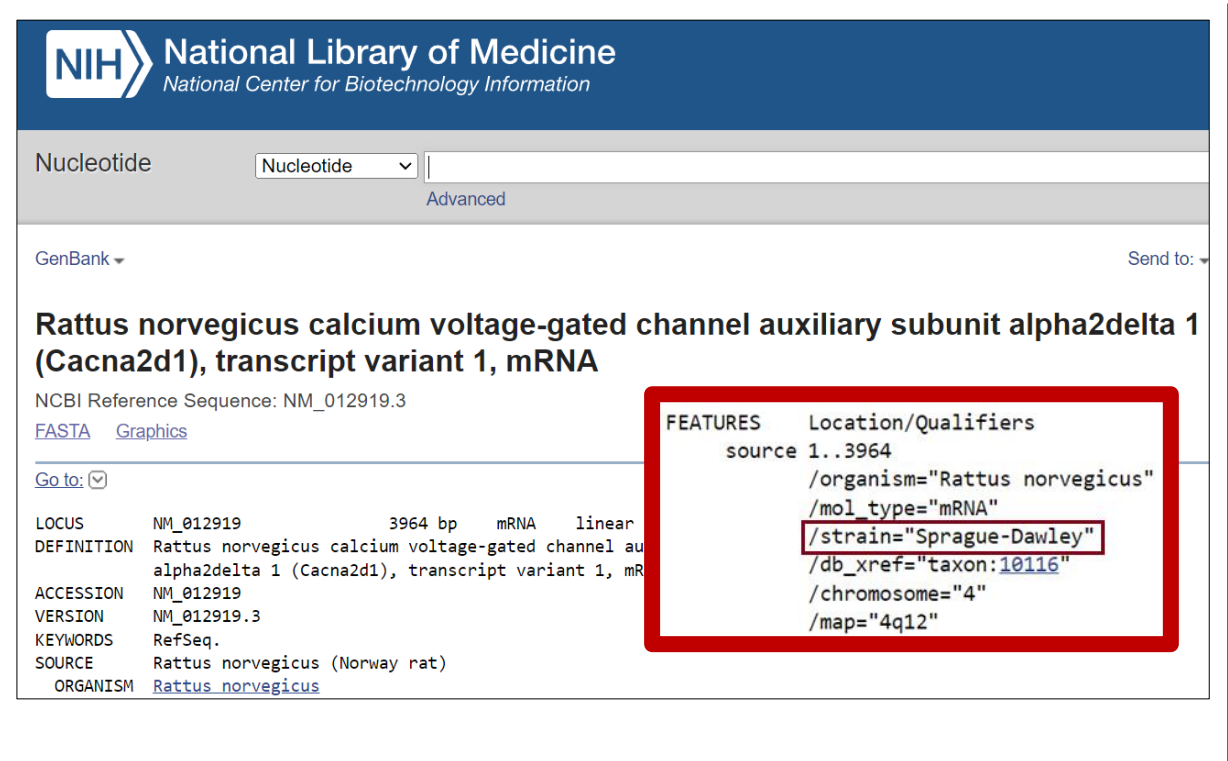 NIH
National Library of Medicine
National Center for Biotechnology Information
Nucleotide
Nucleotide
Advanced
GenBank
Send to:
Rattus norvegicus calcium voltage-gated channel auxiliary subunit alpha2delta 1
(Cacna2d1), transcript variant 1, mRNA
NCBI Reference Sequence: NM_012919.3
FASTA Graphics
Go to:
LOCUS NM_012919 3964 bp mRNA linear
DEFINITION Rattus norvegicus calcium voltage-gated channel au
alpha2delta 1 (Cacna2d1), transcript variant 1, mR
ACCESSION NM_012919
VERSION NM_012919.3
KEYWORDS RefSeq.
SOURCE Rattus norvegicus (Norway rat)
ORGANISM Rattus norvegicus
FEATURES Location/Qualifiers
source 1..3964
/organism="Rattus norvegicus"
/mol_type="mRNA"
/strain="Sprague-Dawley"
/db_xref="taxon:10116"
/chromosome="4"
/map="4q12"